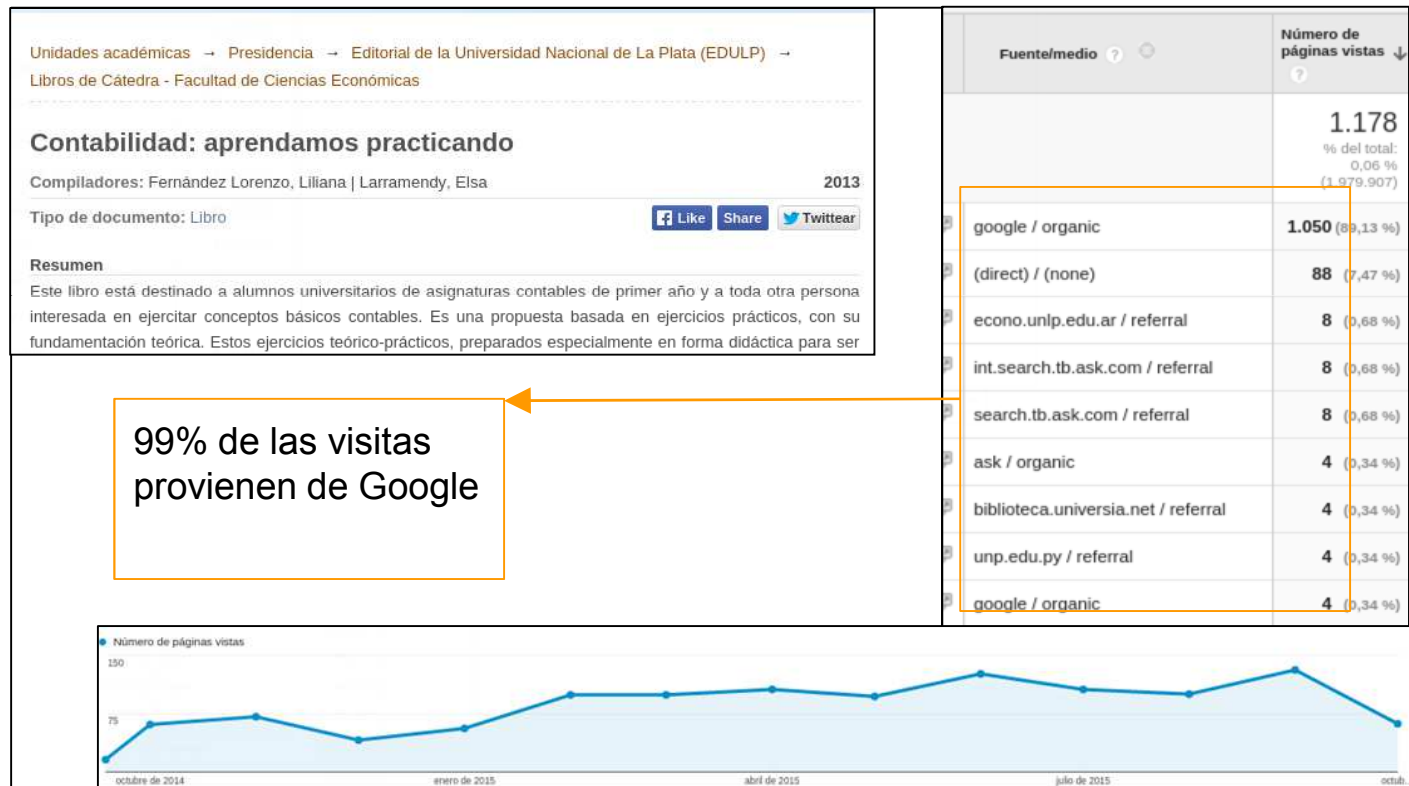 Unidades académicas → Presidencia → Editorial de la Universidad Nacional de La Plata (EDULP) →
Libros de Cátedra - Facultad de Ciencias Económicas
Contabilidad: aprendamos practicando
Compiladores: Fernández Lorenzo, Liliana | Larramendy, Elsa 2013
Tipo de documento: Libro
Like Share Twittear
Resumen
Este libro está destinado a alumnos universitarios de asignaturas contables de primer año y a toda otra persona
interesada en ejercitar conceptos básicos contables. Es una propuesta basada en ejercicios prácticos, con su
fundamentación teórica. Estos ejercicios teórico-prácticos, preparados especialmente en forma didáctica para ser
Fuente/medio ?
Número de
páginas vistas ↓
?
1.178
% del total:
0,06 %
(1.979.907)
google / organic 1.050 (89,13 %)
(direct) / (none) 88 (7,47 %)
econo.unlp.edu.ar / referral 8 (0,68 %)
int.search.tb.ask.com / referral 8 (0,68 %)
search.tb.ask.com / referral 8 (0,68 %)
ask / organic 4 (0,34 %)
biblioteca.universia.net / referral 4 (0,34 %)
unp.edu.py / referral 4 (0,34 %)
google / organic 4 (0,34 %)
99% de las visitas
provienen de Google
Número de páginas vistas
150
75
octubre de 2014 enero de 2015 abril de 2015 julio de 2015 octub...